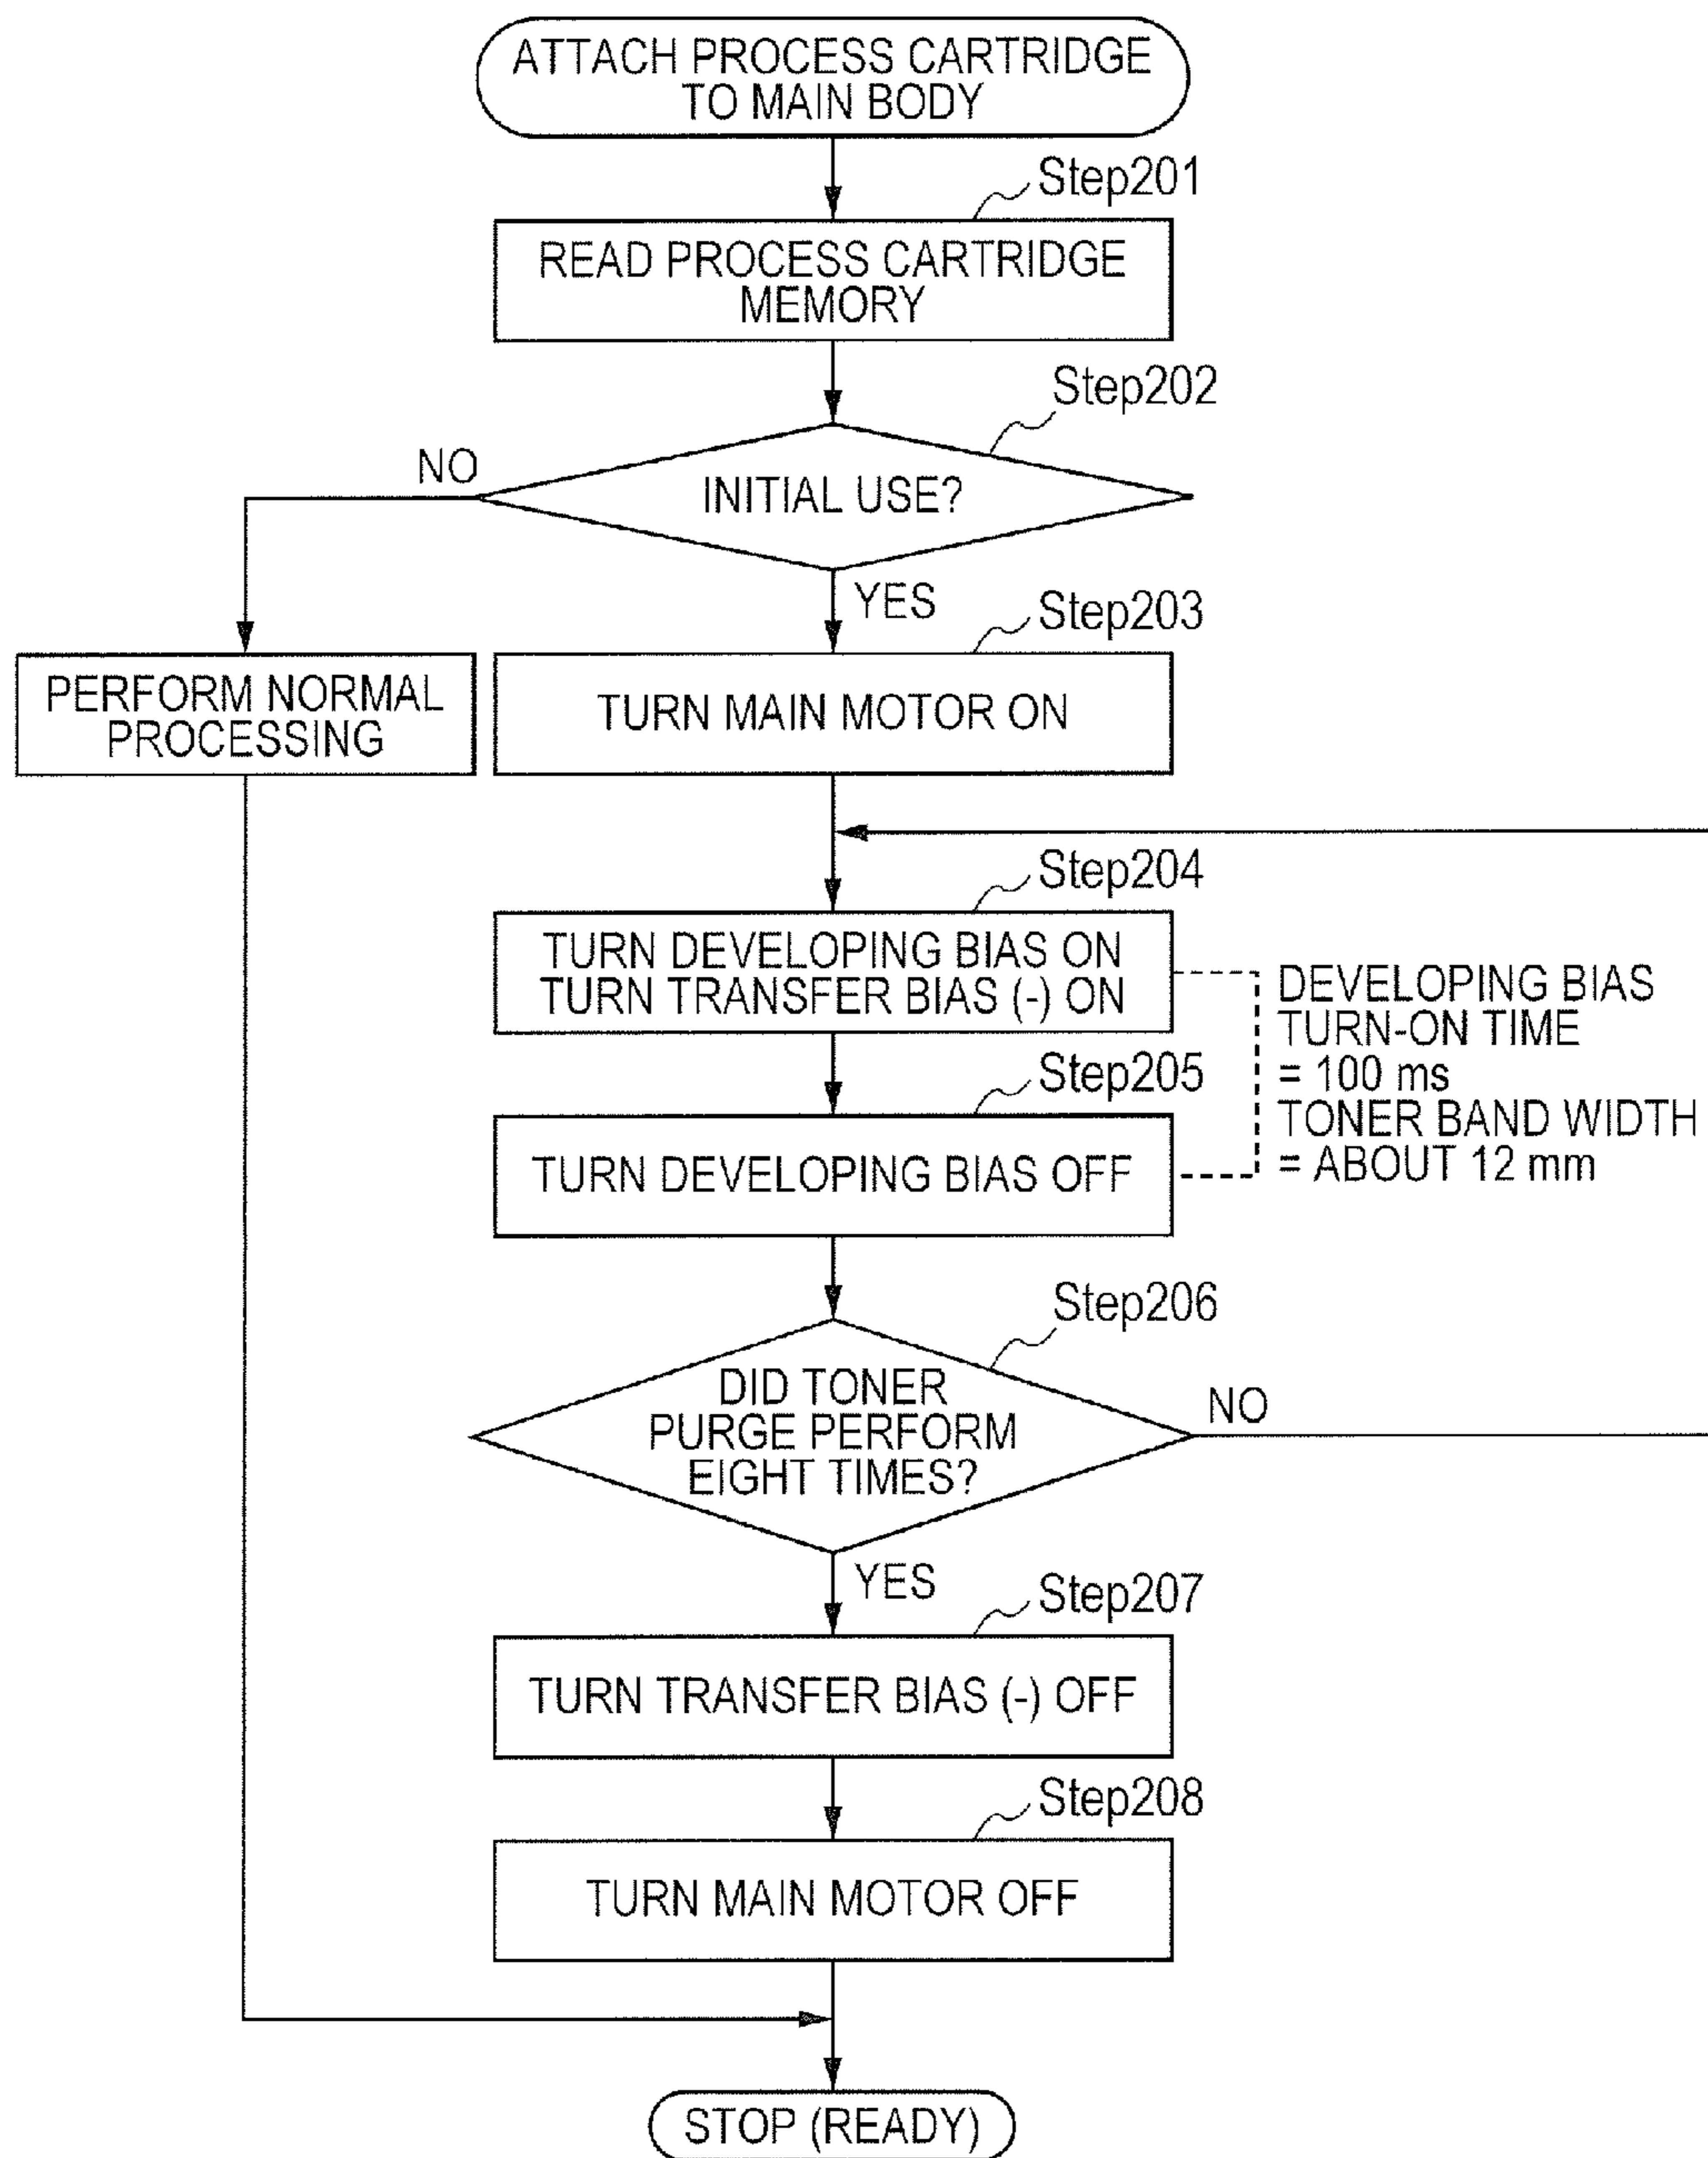 ATTACH PROCESS CARTRIDGE
TO MAIN BODY
Step201
READ PROCESS CARTRIDGE
MEMORY
Step202
NO
INITIAL USE?
YES
Step203
PERFORM NORMAL
PROCESSING
TURN MAIN MOTOR ON
Step204
TURN DEVELOPING BIAS ON
TURN TRANSFER BIAS (-) ON
DEVELOPING BIAS
TURN-ON TIME
= 100 ms
TONER BAND WIDTH
= ABOUT 12 mm
Step205
TURN DEVELOPING BIAS OFF
Step206
DID TONER
PURGE PERFORM
EIGHT TIMES?
NO
YES
Step207
TURN TRANSFER BIAS (-) OFF
Step208
TURN MAIN MOTOR OFF
STOP (READY)